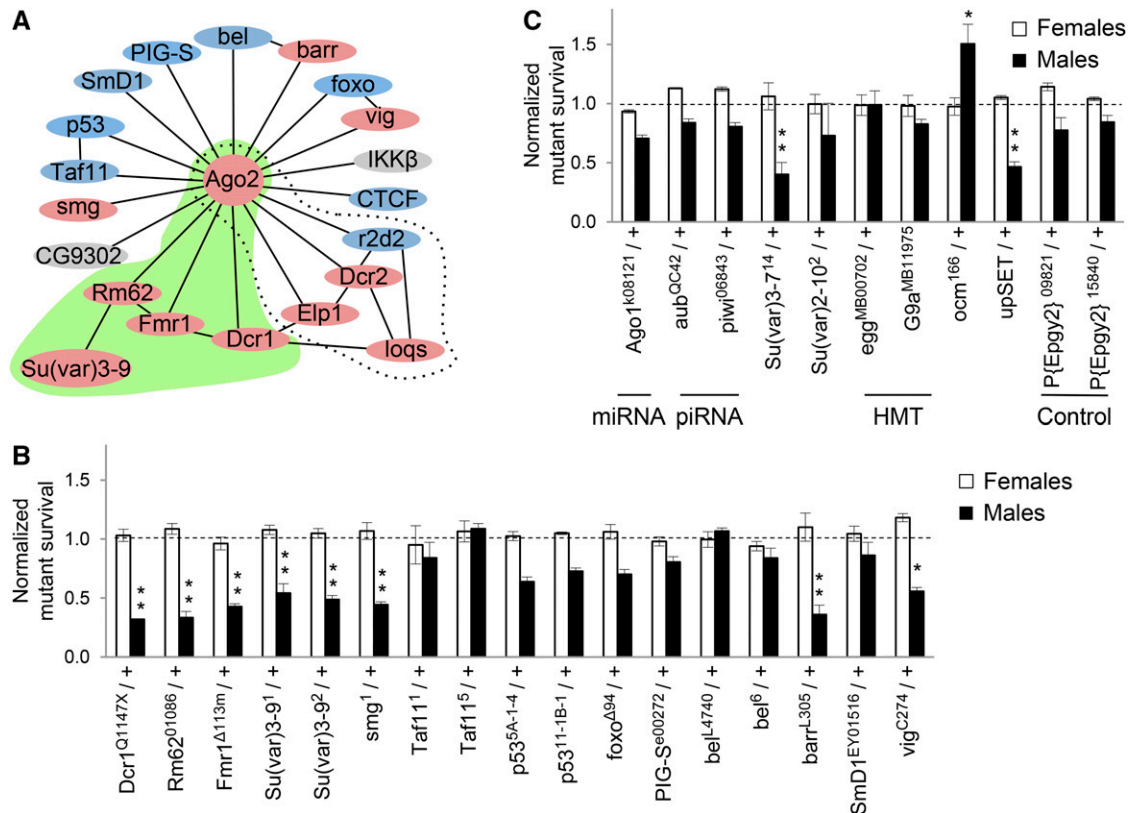 A
bel
barr
PIG-S
foxo
SmD1
vig
p53
IKKβ
Taf11
Ago2
CTCF
smg
r2d2
CG9302
Dcr2
Rm62
Elp1
Fmr1
Dcr1
loqs
Su(var)3-9
C
Normalized
mutant survival
1.5
1.0
0.5
0.0
Females
Males
*
**
**
Ago1k08121 / +
aubQC42 / +
piwi06843 / +
Su(var)3-714 / +
Su(var)2-102 / +
eggMB00702 / +
G9aMB11975
ocm166 / +
upSET / +
P{Epgy2}09821 / +
P{Epgy2}15840 / +
miRNA
piRNA
HMT
Control
B
Normalized
mutant survival
1.5
1.0
0.5
0.0
Females
Males
**
**
**
**
**
**
**
*
Dcr1Q1147X / +
Rm6201086 / +
Fmr1Δ113m / +
Su(var)3-91 / +
Su(var)3-92 / +
smg1 / +
Taf111 / +
Taf115 / +
p535A-1-4 / +
p5311-1B-1 / +
foxoΔ94 / +
PIG-Se00272 / +
belL4740 / +
bel6 / +
barrL305 / +
SmD1EY01516 / +
vigC274 / +